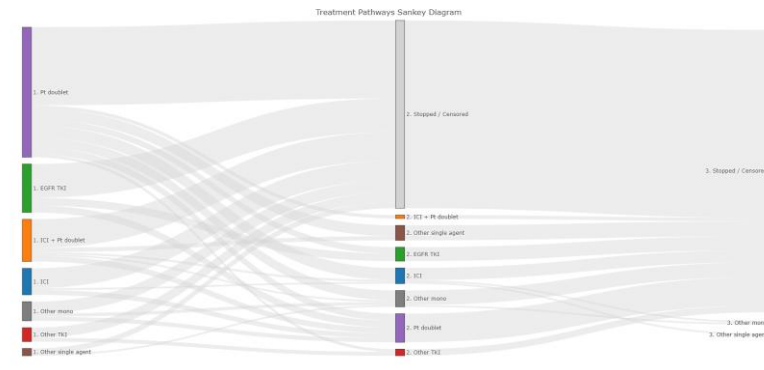 Treatment Pathways Sankey Diagram
1. Pt doublet
1. EGFR TKI
1. ICI + Pt doublet
1. ICI
1. Other mono
1. Other TKI
1. Other single agent
2. Stopped / Censored
2. ICI + Pt doublet
2. Other single agent
2. EGFR TKI
2. ICI
2. Other mono
2. Pt doublet
2. Other TKI
3. Stopped / Censore
3. Other mon
3. Other single ager